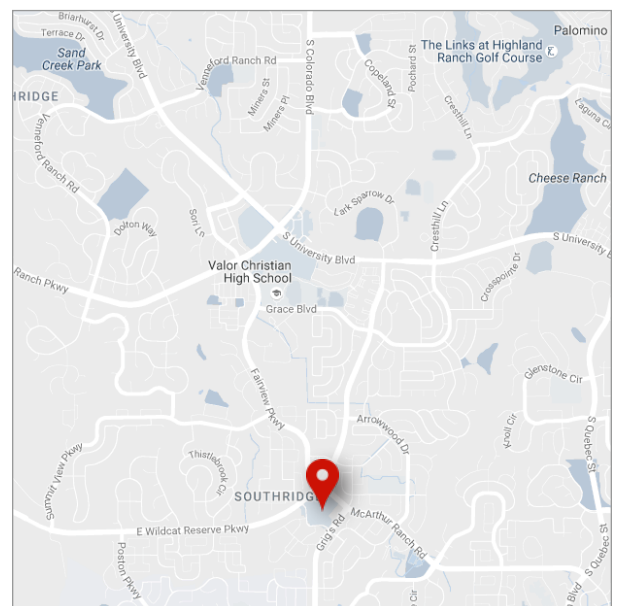 Briarhurst Dr
Terrace Dr
University Blvd
Sand
Creek Park
HRIDGE
Venneford Ranch Rd
S Colorado Blvd
Miners St
Miners Pl
Copeland St
Pochard St
The Links at Highland
Ranch Golf Course
Palomino
Cresthill Ln
Laguna Ci
Venneford Ranch Rd
Cheese Ranch
Dolton Way
Sori Ln
Lark Sparrow Dr
Cresthill Ln
S University Blvd
S University B
Valor Christian
High School
Ranch Pkwy
Grace Blvd
Crosspointe Dr
Fairview Pkwy
Glenstone Cir
Arrowwood Dr
Knoll Cir
S Quebec St
Summit View Pkwy
Thistlebrook Cir
SOUTHRIDGE
E Wildcat Reserve Pkwy
Grigs Rd
McArthur Ranch Rd
Poston Pkwy
S Quebec St
Blvd
Cir